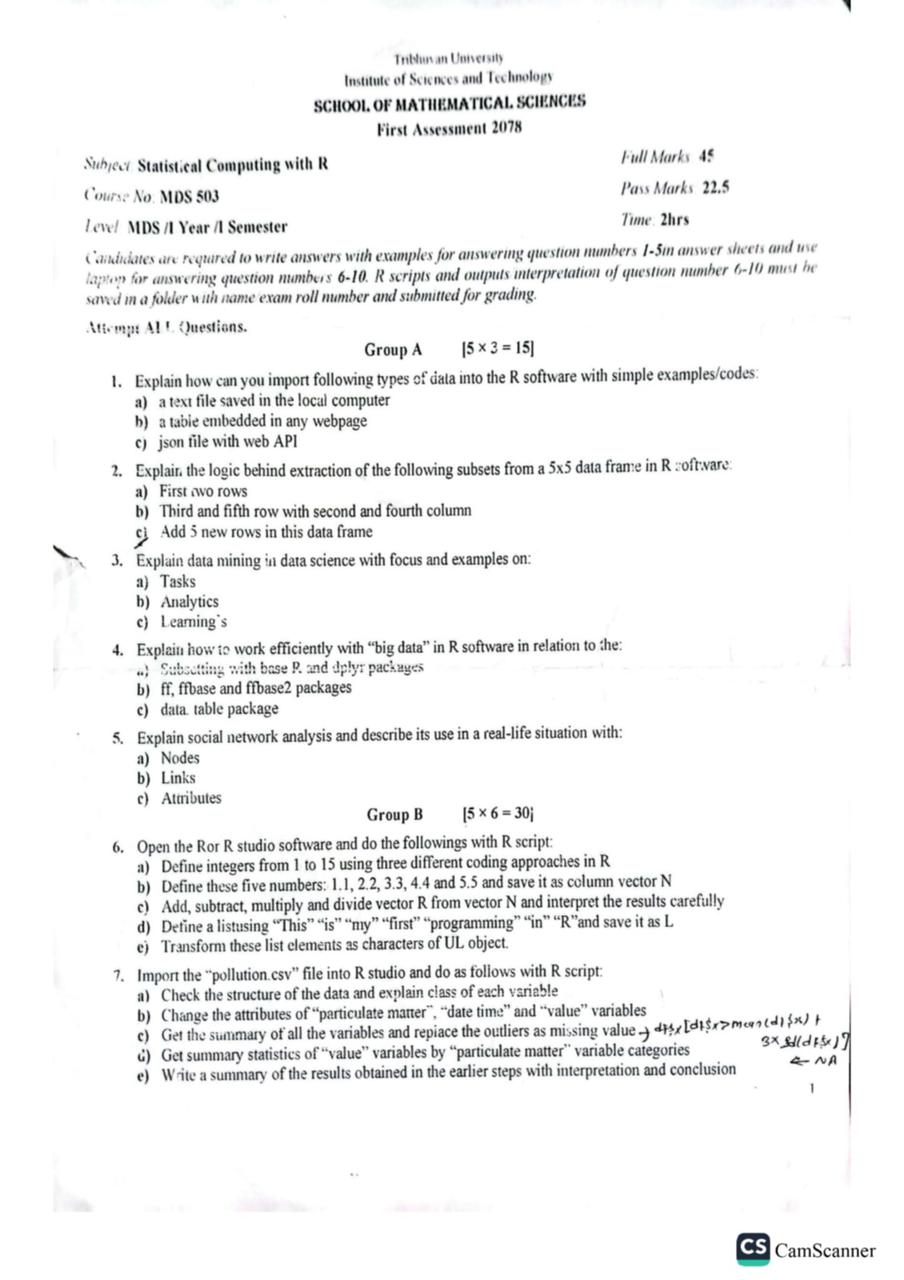 Tribhuvan University
Institute of Sciences and Technology
SCHOOL OF MATHEMATICAL SCIENCES
First Assessment 2078
Subject Statistical Computing with R
Full Marks 45
Course No. MDS 503
Pass Marks 22.5
Level MDS /I Year /I Semester
Time 2hrs
Candidates are required to write answers with examples for answering question numbers 1-5in answer sheets and use
laptop for answering question numbers 6-10. R scripts and outputs interpretation of question number 6-10 must be
saved in a folder with name exam roll number and submitted for grading.
Attempt ALL Questions.
Group A [5 × 3 = 15]
1. Explain how can you import following types of data into the R software with simple examples/codes:
a) a text file saved in the local computer
b) a table embedded in any webpage
c) json file with web API
2. Explain the logic behind extraction of the following subsets from a 5x5 data frame in R software:
a) First two rows
b) Third and fifth row with second and fourth column
c) Add 5 new rows in this data frame
3. Explain data mining in data science with focus and examples on:
a) Tasks
b) Analytics
c) Learning`s
4. Explain how to work efficiently with “big data” in R software in relation to the:
a) Subsetting with base R and dplyr packages
b) ff, ffbase and ffbase2 packages
c) data. table package
5. Explain social network analysis and describe its use in a real-life situation with:
a) Nodes
b) Links
c) Attributes
Group B [5 × 6 = 30]
6. Open the Ror R studio software and do the followings with R script:
a) Define integers from 1 to 15 using three different coding approaches in R
b) Define these five numbers: 1.1, 2.2, 3.3, 4.4 and 5.5 and save it as column vector N
c) Add, subtract, multiply and divide vector R from vector N and interpret the results carefully
d) Define a listusing “This” “is” “my” “first” “programming” “in” “R”and save it as L
e) Transform these list elements as characters of UL object.
7. Import the “pollution.csv” file into R studio and do as follows with R script:
a) Check the structure of the data and explain class of each variable
b) Change the attributes of “particulate matter”, “date time” and “value” variables
c) Get the summary of all the variables and replace the outliers as missing value → df$x[df$x>mean(df$x) +
3× sd(df$x)]
d) Get summary statistics of “value” variables by “particulate matter” variable categories
← NA
e) Write a summary of the results obtained in the earlier steps with interpretation and conclusion
1
CS CamScanner